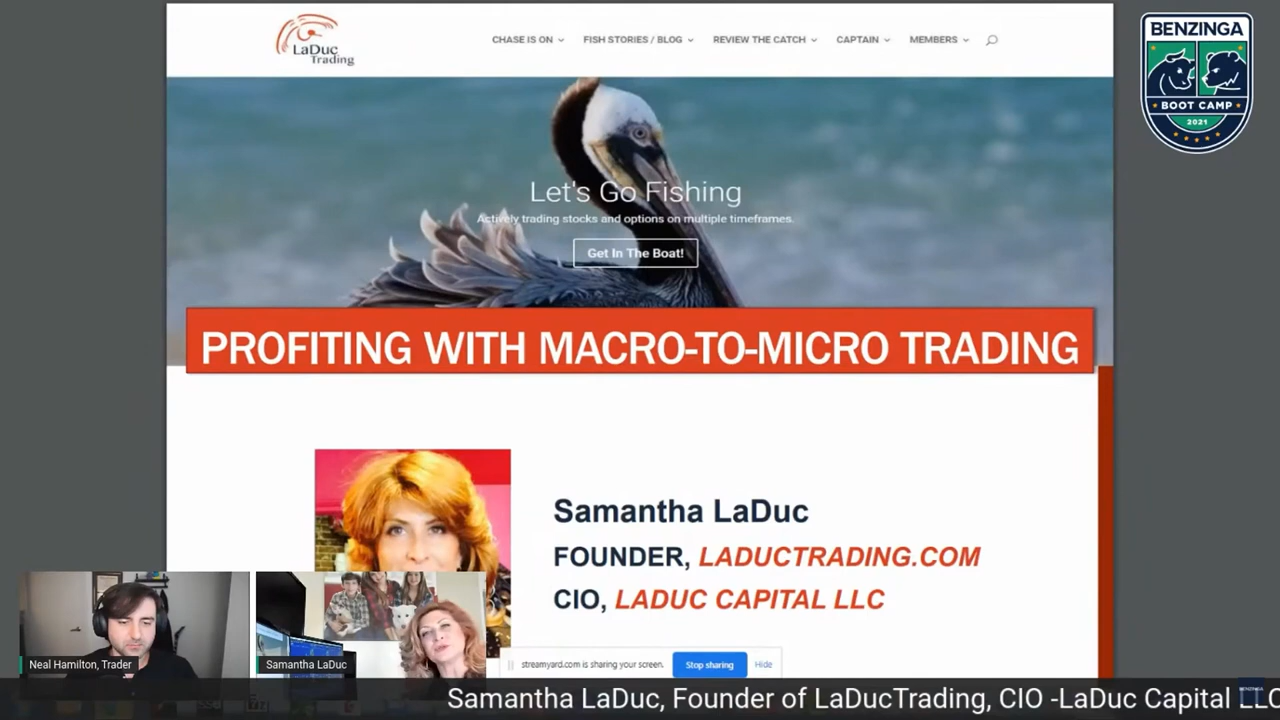 LaDuc
Trading
CHASE IS ON
FISH STORIES / BLOG
REVIEW THE CATCH
CAPTAIN
MEMBERS
BENZINGA
BOOT CAMP
2021
Let's Go Fishing
Actively trading stocks and options on multiple timeframes.
Get In The Boat!
PROFITING WITH MACRO-TO-MICRO TRADING
Samantha LaDuc
FOUNDER, LADUCTRADING.COM
CIO, LADUC CAPITAL LLC
Neal Hamilton, Trader
Samantha LaDuc
streamyard.com is sharing your screen.
Stop sharing
Hide
Samantha LaDuc, Founder of LaDucTrading, CIO -LaDuc Capital LLC
BENZINGA